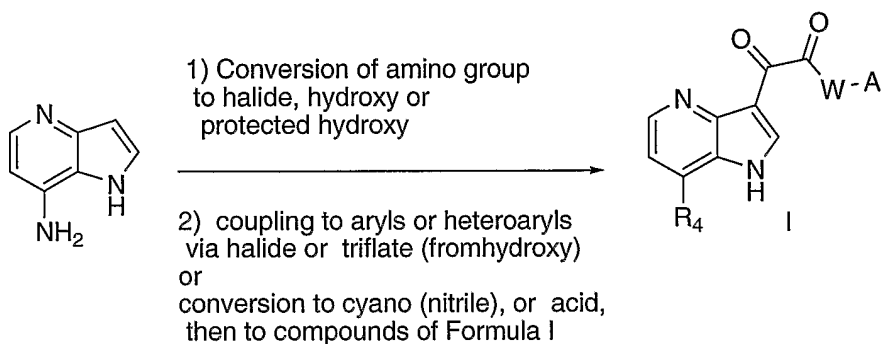 1) Conversion of amino group
to halide, hydroxy or
protected hydroxy
2) coupling to aryls or heteroaryls
via halide or triflate (fromhydroxy)
or
conversion to cyano (nitrile), or acid,
then to compounds of Formula I
N
N
H
NH2
O
O
W-A
N
N
H
R4
I